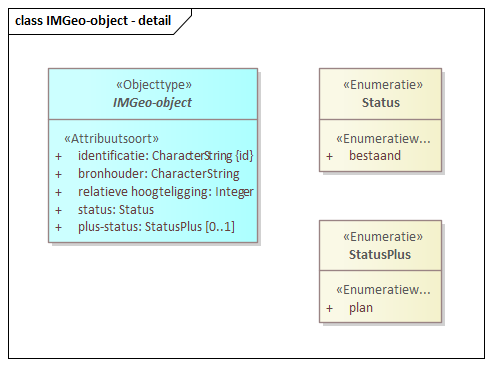 class IMGeo-object - detail
«Objecttype»
IMGeo-object
«Attribuutsoort»
+ identificatie: CharacterString {id}
+ bronhouder: CharacterString
+ relatieve hoogteligging: Integer
+ status: Status
+ plus-status: StatusPlus [0..1]
«Enumeratie»
Status
«Enumeratiew...
+ bestaand
«Enumeratie»
StatusPlus
«Enumeratiew...
+ plan